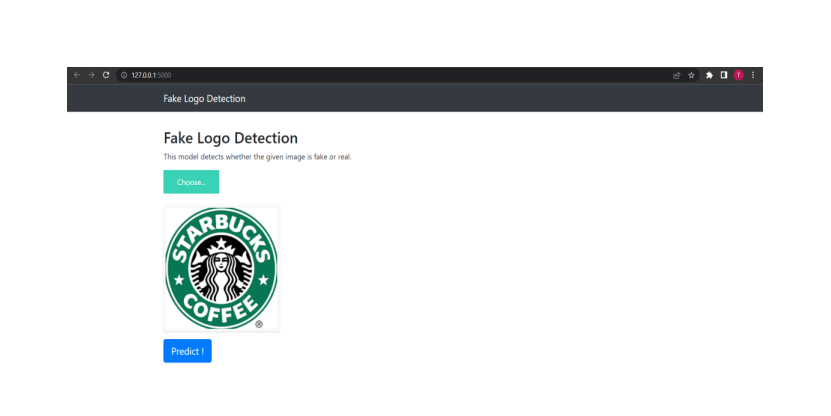 127.0.0.1:5000
T
Fake Logo Detection
Fake Logo Detection
This model detects whether the given image is fake or real.
Choose...
STARBUCKS
COFFEE
®
Predict !